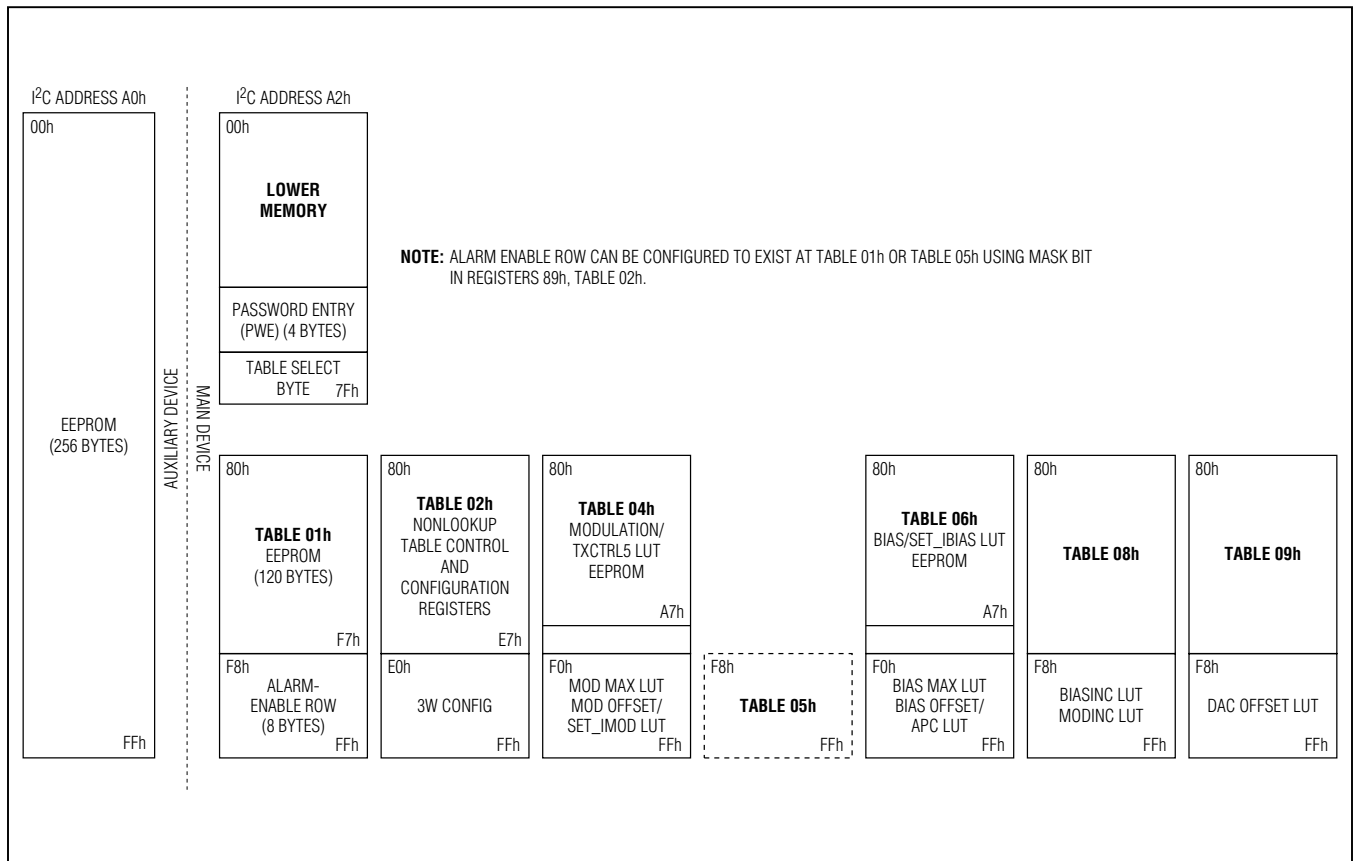 I²C ADDRESS A0h
00h
EEPROM
(256 BYTES)
FFh
AUXILIARY DEVICE
MAIN DEVICE
I²C ADDRESS A2h
00h
LOWER
MEMORY
PASSWORD ENTRY
(PWE) (4 BYTES)
TABLE SELECT
BYTE 7Fh
NOTE: ALARM ENABLE ROW CAN BE CONFIGURED TO EXIST AT TABLE 01h OR TABLE 05h USING MASK BIT
IN REGISTERS 89h, TABLE 02h.
80h
TABLE 01h
EEPROM
(120 BYTES)
F7h
F8h
ALARM-
ENABLE ROW
(8 BYTES)
FFh
80h
TABLE 02h
NONLOOKUP
TABLE CONTROL
AND
CONFIGURATION
REGISTERS
E7h
E0h
3W CONFIG
FFh
80h
TABLE 04h
MODULATION/
TXCTRL5 LUT
EEPROM
A7h
F0h
MOD MAX LUT
MOD OFFSET/
SET_IMOD LUT
FFh
F8h
TABLE 05h
FFh
80h
TABLE 06h
BIAS/SET_IBIAS LUT
EEPROM
A7h
F0h
BIAS MAX LUT
BIAS OFFSET/
APC LUT
FFh
80h
TABLE 08h
F8h
BIASINC LUT
MODINC LUT
FFh
80h
TABLE 09h
F8h
DAC OFFSET LUT
FFh